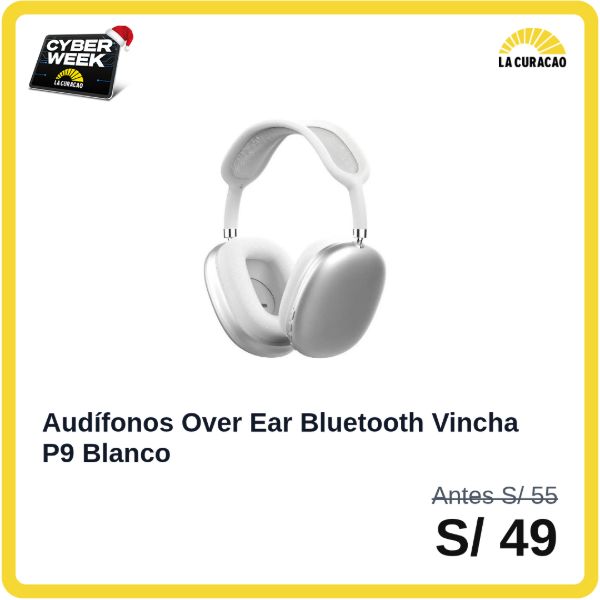 CYBER
WEEK
LA CURACAO
LA CURACAO
Audífonos Over Ear Bluetooth Vincha
P9 Blanco
Antes S/ 55
S/ 49